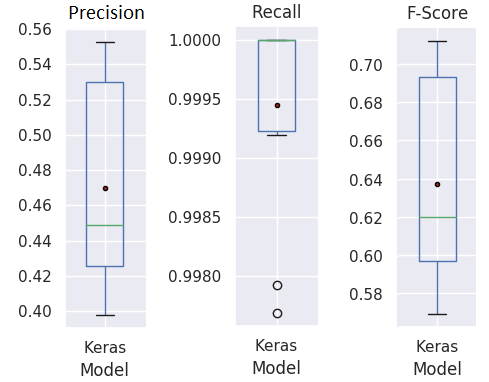 Precision
0.56
0.54
0.52
0.50
0.48
0.46
0.44
0.42
0.40
Keras
Model
Recall
1.0000
0.9995
0.9990
0.9985
0.9980
Keras
Model
F-Score
0.70
0.68
0.66
0.64
0.62
0.60
0.58
Keras
Model